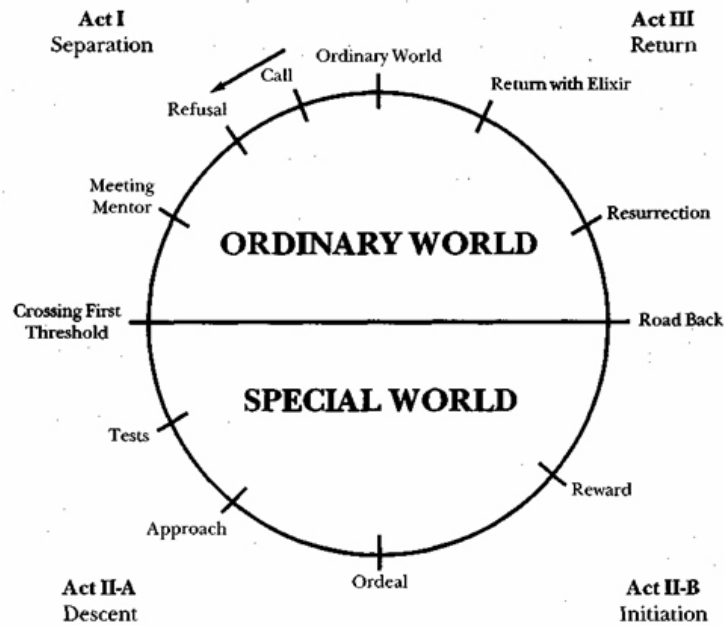 Act I
Separation
Act III
Return
Ordinary World
Call
Refusal
Return with Elixir
Meeting
Mentor
Resurrection
ORDINARY WORLD
Crossing First
Threshold
Road Back
SPECIAL WORLD
Tests
Reward
Approach
Ordeal
Act II-A
Descent
Act II-B
Initiation